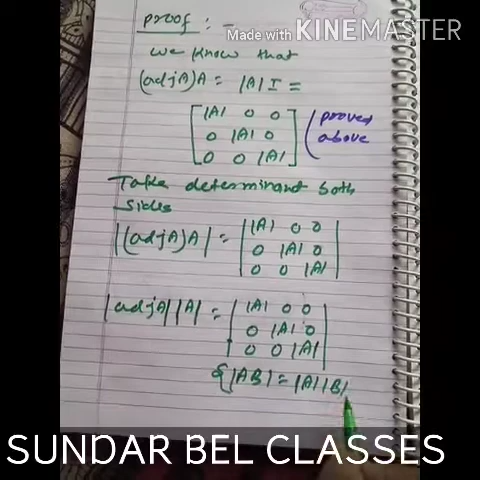 proof :-
Made with KINEMASTER
we know that
(adjA)A = |A| I =
|A| 0 0
0 |A| 0
0 0 |A|
(proved
above
Take determinant both
sides
|(adjA)A| = |A| 0 0
0 |A| 0
0 0 |A|
|adjA||A| = |A| 0 0
0 |A| 0
0 0 |A|
{|AB| = |A||B|
SUNDAR BEL CLASSES